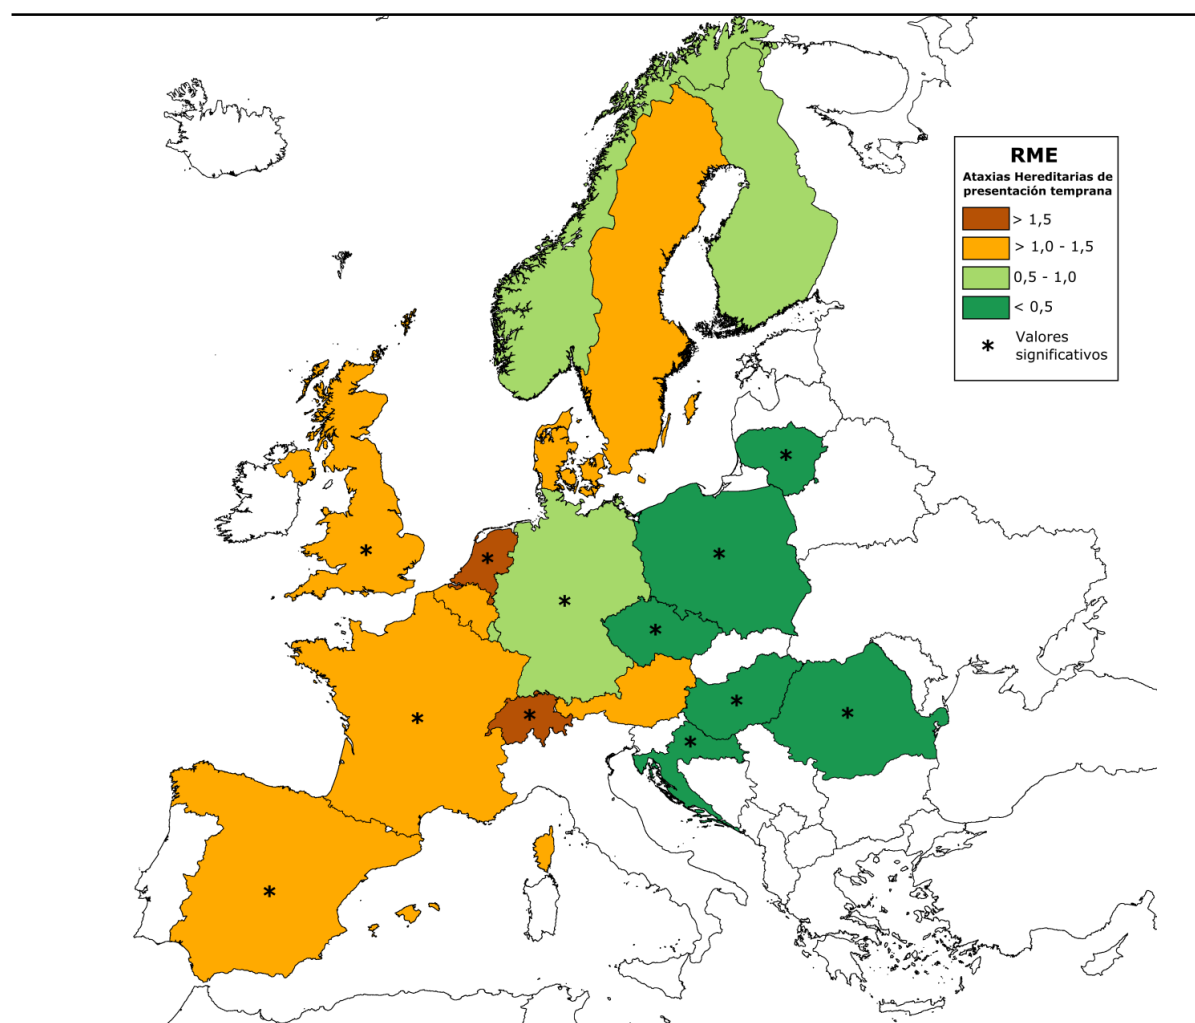 RME
Ataxias Hereditarias de
presentación temprana
> 1,5
> 1,0 - 1,5
0,5 - 1,0
< 0,5
* Valores
significativos